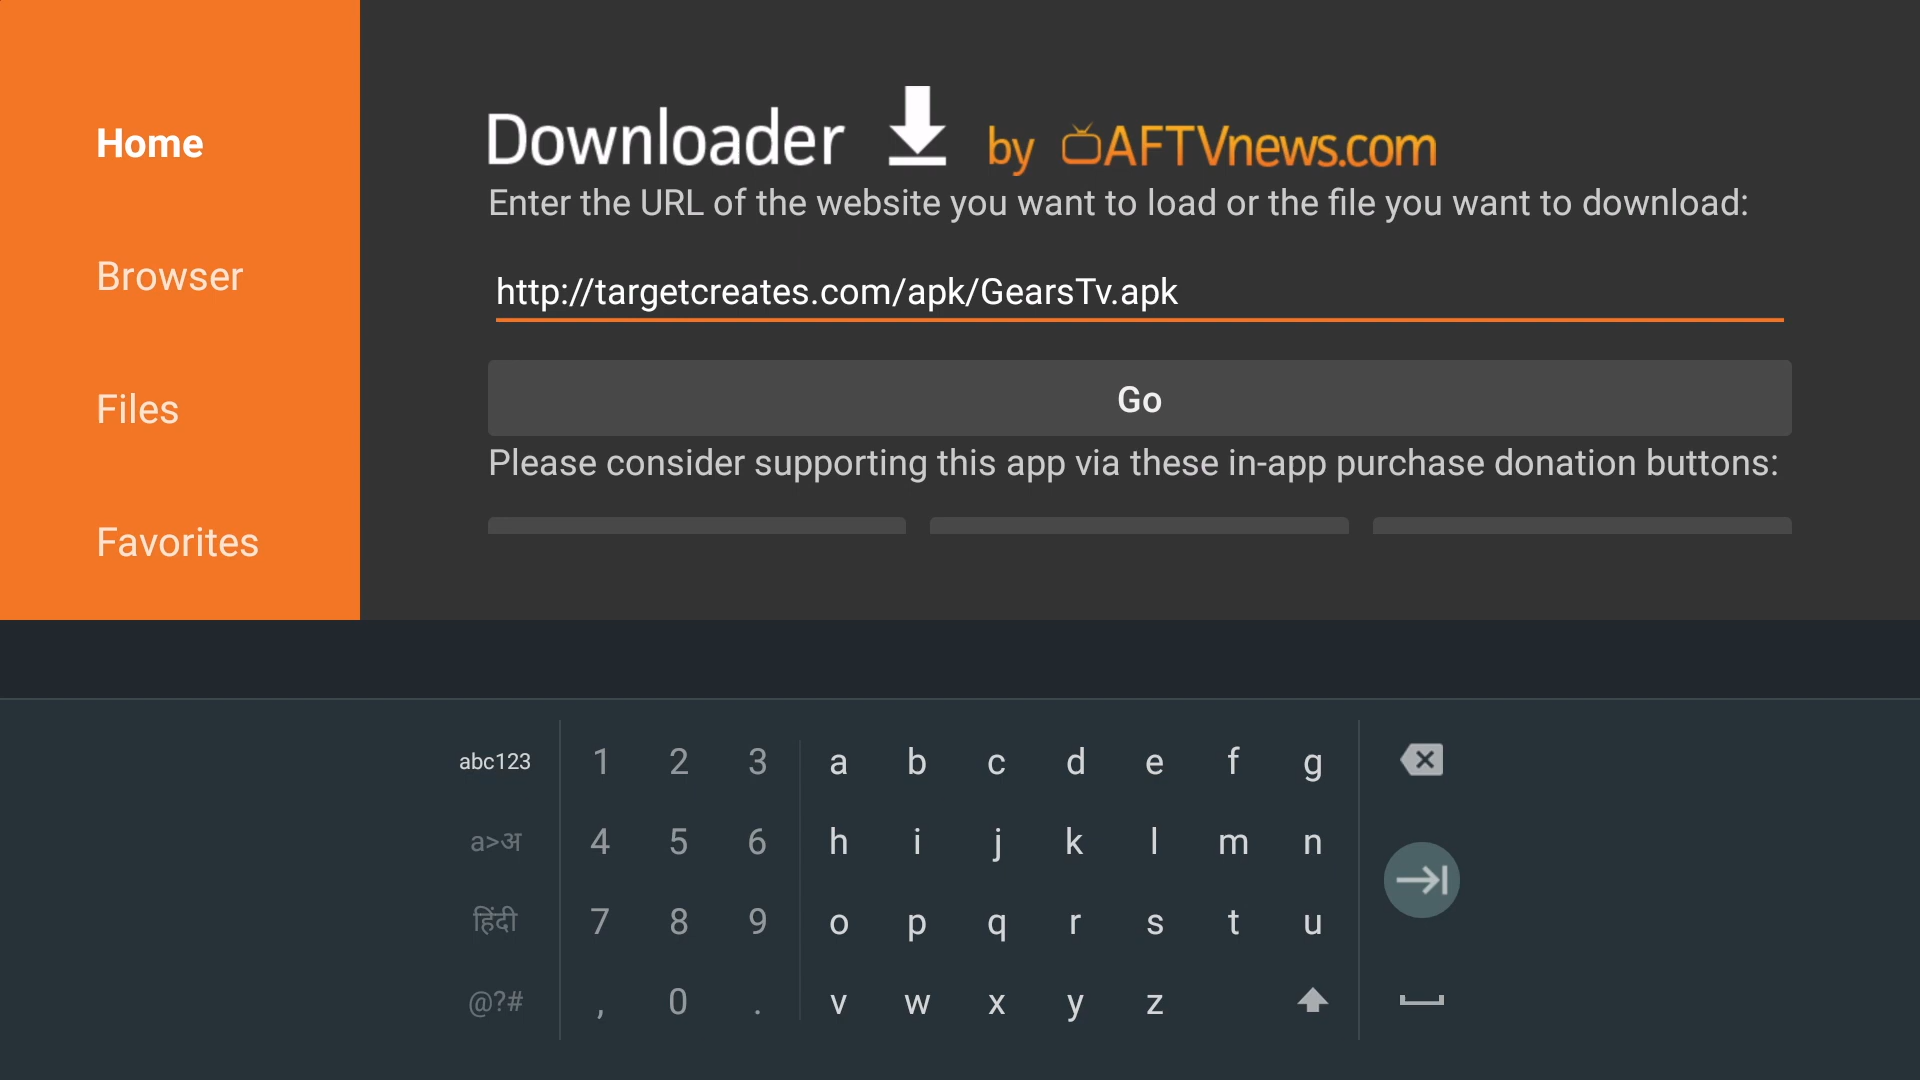 Home
Browser
Files
Favorites
Downloader by AFTVnews.com
Enter the URL of the website you want to load or the file you want to download:
http://targetcreates.com/apk/GearsTv.apk
Go
Please consider supporting this app via these in-app purchase donation buttons:
abc123 1 2 3 a b c d e f g
a>अ 4 5 6 h i j k l m n
हिंदी 7 8 9 o p q r s t u
@?# , 0 . v w x y z